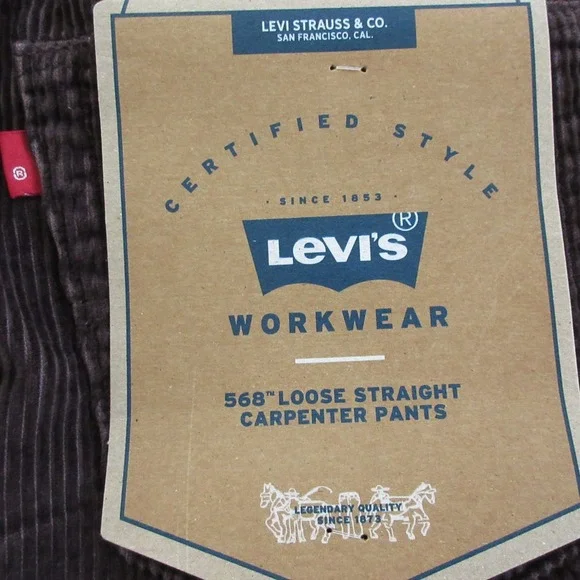 LEVI STRAUSS & CO.
SAN FRANCISCO, CAL.
CERTIFIED STYLE
· SINCE 1853 ·
®
LEVI'S
WORKWEAR
568™ LOOSE STRAIGHT
CARPENTER PANTS
LEGENDARY QUALITY
SINCE 1873
®